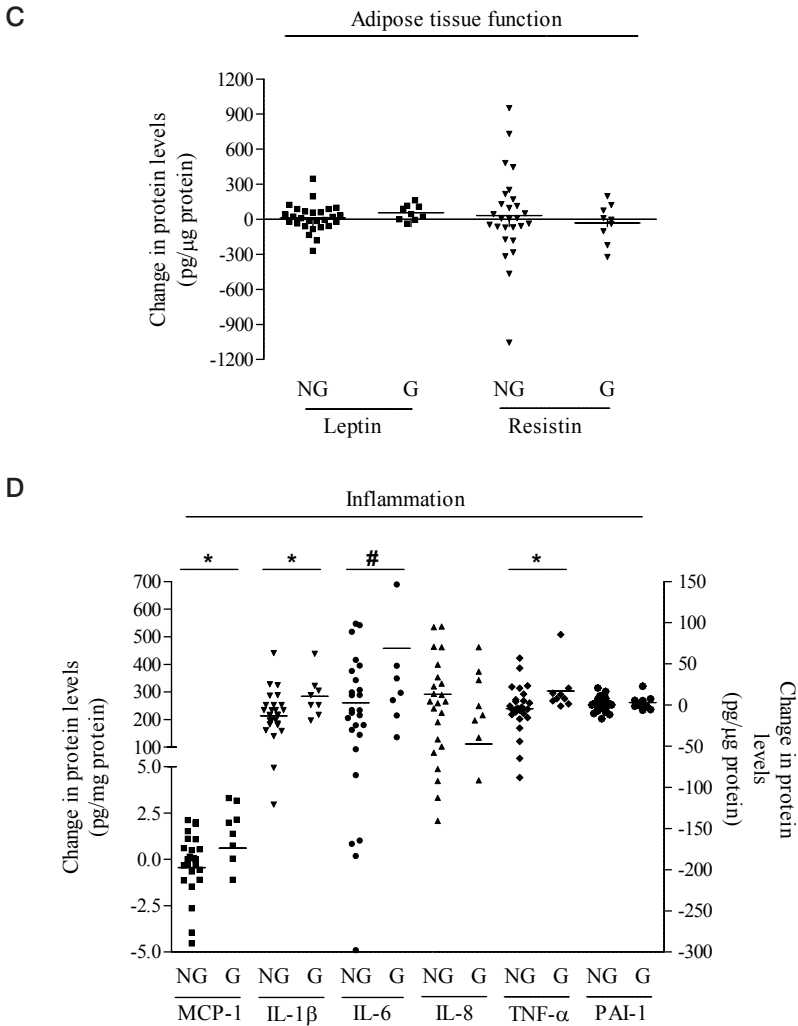 C
Adipose tissue function
Change in protein levels
(pg/μg protein)
1200
900
600
300
0
-300
-600
-900
-1200
NG G NG G
Leptin Resistin
D
Inflammation
* * # *
Change in protein levels
(pg/mg protein)
700
600
500
400
300
200
100
5.0
2.5
0.0
-2.5
-5.0
150
100
50
0
-50
-100
-150
-200
-250
-300
Change in protein
levels
(pg/μg protein)
NG G NG G NG G NG G NG G NG G
MCP-1 IL-1β IL-6 IL-8 TNF-α PAI-1